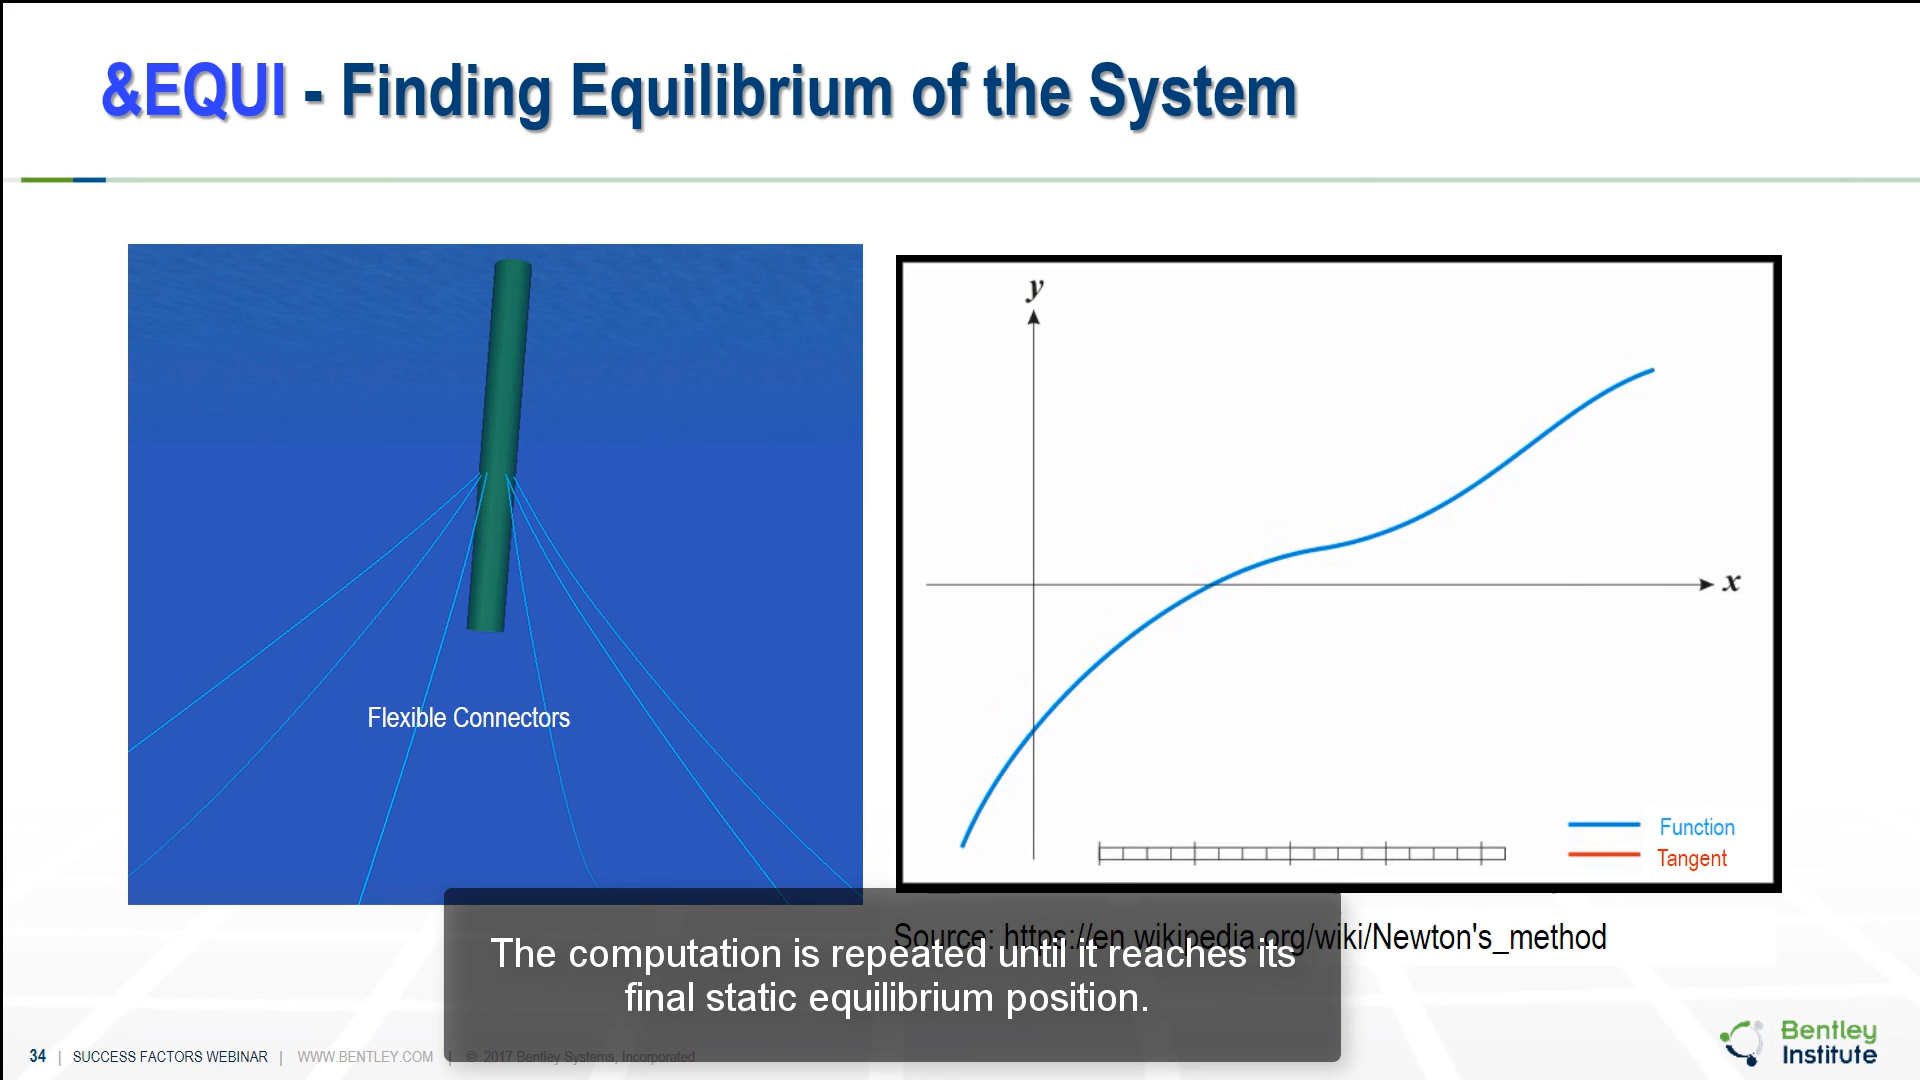 &EQUI - Finding Equilibrium of the System
Flexible Connectors
y
x
Function
Tangent
Source: https://en.wikipedia.org/wiki/Newton's_method
The computation is repeated until it reaches its
final static equilibrium position.
34 | SUCCESS FACTORS WEBINAR | WWW.BENTLEY.COM | © 2017 Bentley Systems, Incorporated
Bentley
Institute